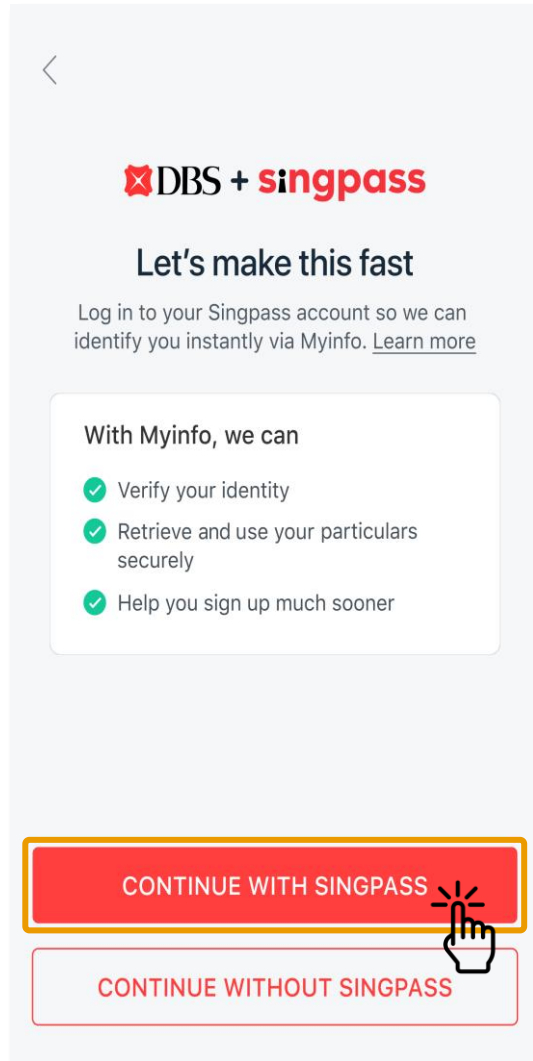 DBS + singpass
Let's make this fast
Log in to your Singpass account so we can
identify you instantly via Myinfo. Learn more
With Myinfo, we can
Verify your identity
Retrieve and use your particulars
securely
Help you sign up much sooner
CONTINUE WITH SINGPASS
CONTINUE WITHOUT SINGPASS